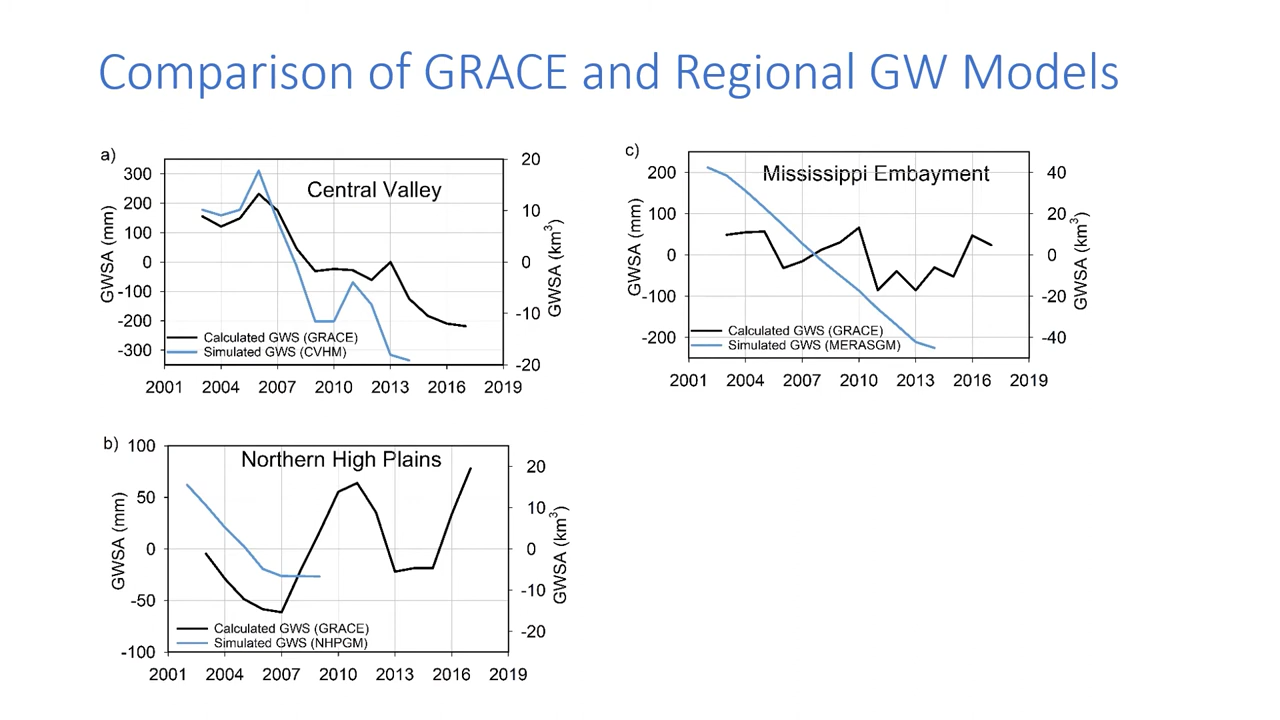 Comparison of GRACE and Regional GW Models
a)
Central Valley
GWSA (mm)
300
200
100
0
-100
-200
-300
20
10
0
-10
-20
GWSA (km³)
Calculated GWS (GRACE)
Simulated GWS (CVHM)
2001 2004 2007 2010 2013 2016 2019
c)
Mississippi Embayment
GWSA (mm)
200
100
0
-100
-200
40
20
0
-20
-40
GWSA (km³)
Calculated GWS (GRACE)
Simulated GWS (MERASGM)
2001 2004 2007 2010 2013 2016 2019
b)
Northern High Plains
GWSA (mm)
100
50
0
-50
-100
20
10
0
-10
-20
GWSA (km³)
Calculated GWS (GRACE)
Simulated GWS (NHPGM)
2001 2004 2007 2010 2013 2016 2019